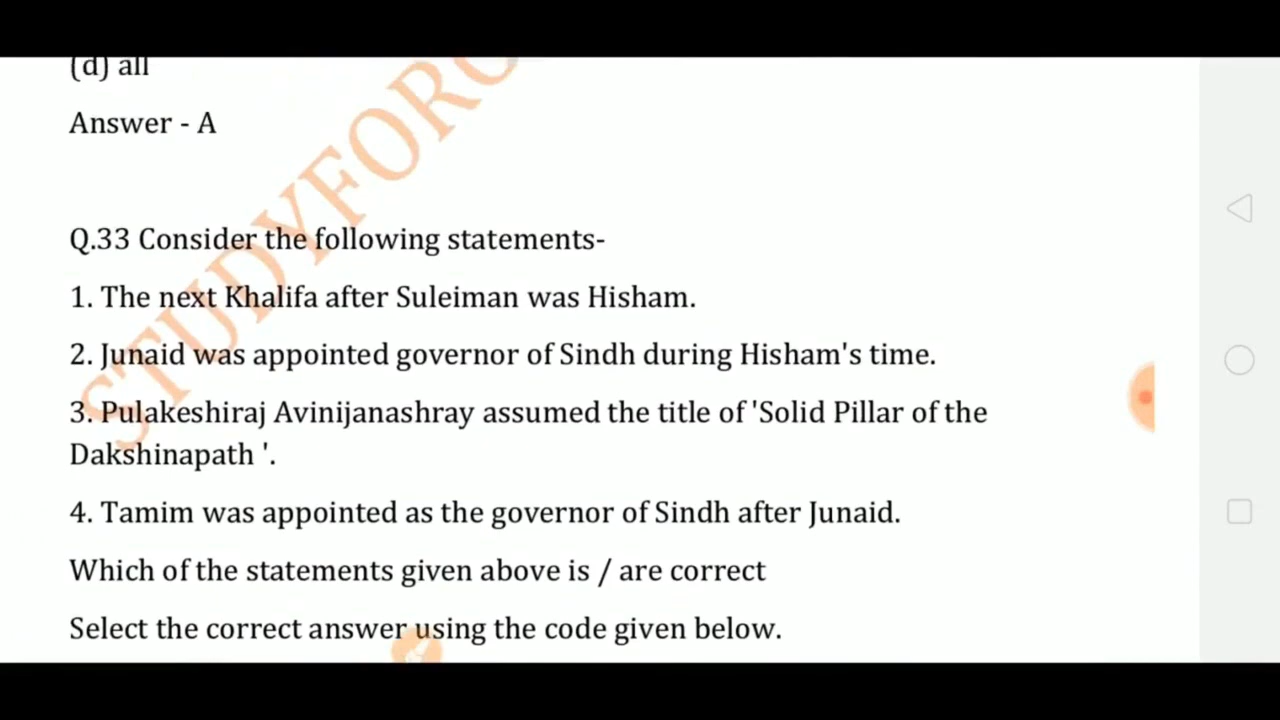 (d) all
Answer - A
Q.33 Consider the following statements-
1. The next Khalifa after Suleiman was Hisham.
2. Junaid was appointed governor of Sindh during Hisham's time.
3. Pulakeshiraj Avinijanashray assumed the title of 'Solid Pillar of the
Dakshinapath '.
4. Tamim was appointed as the governor of Sindh after Junaid.
Which of the statements given above is / are correct
Select the correct answer using the code given below.
STUDYFORC